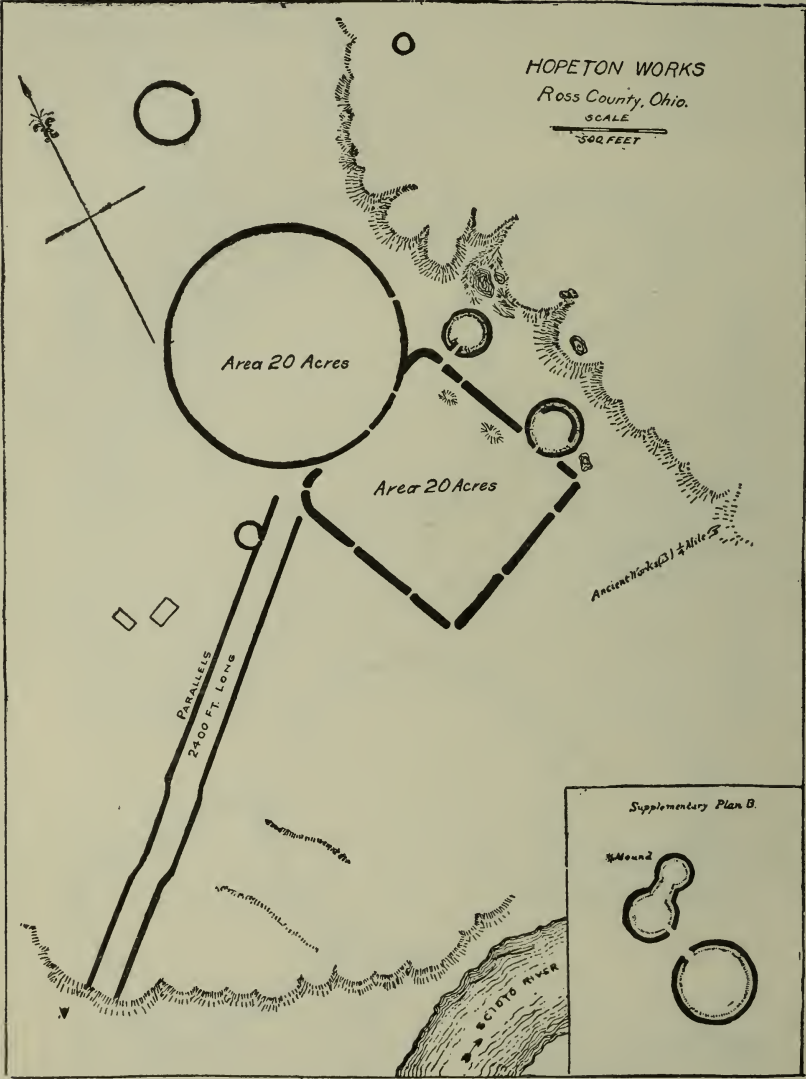 HOPETON WORKS
Ross County, Ohio.
SCALE
500 FEET
Area 20 Acres
Area 20 Acres
Ancient Works (B) ¼ Mile
PARALLELS
2400 FT. LONG
Supplementary Plan B.
Mound
SCIOTO RIVER